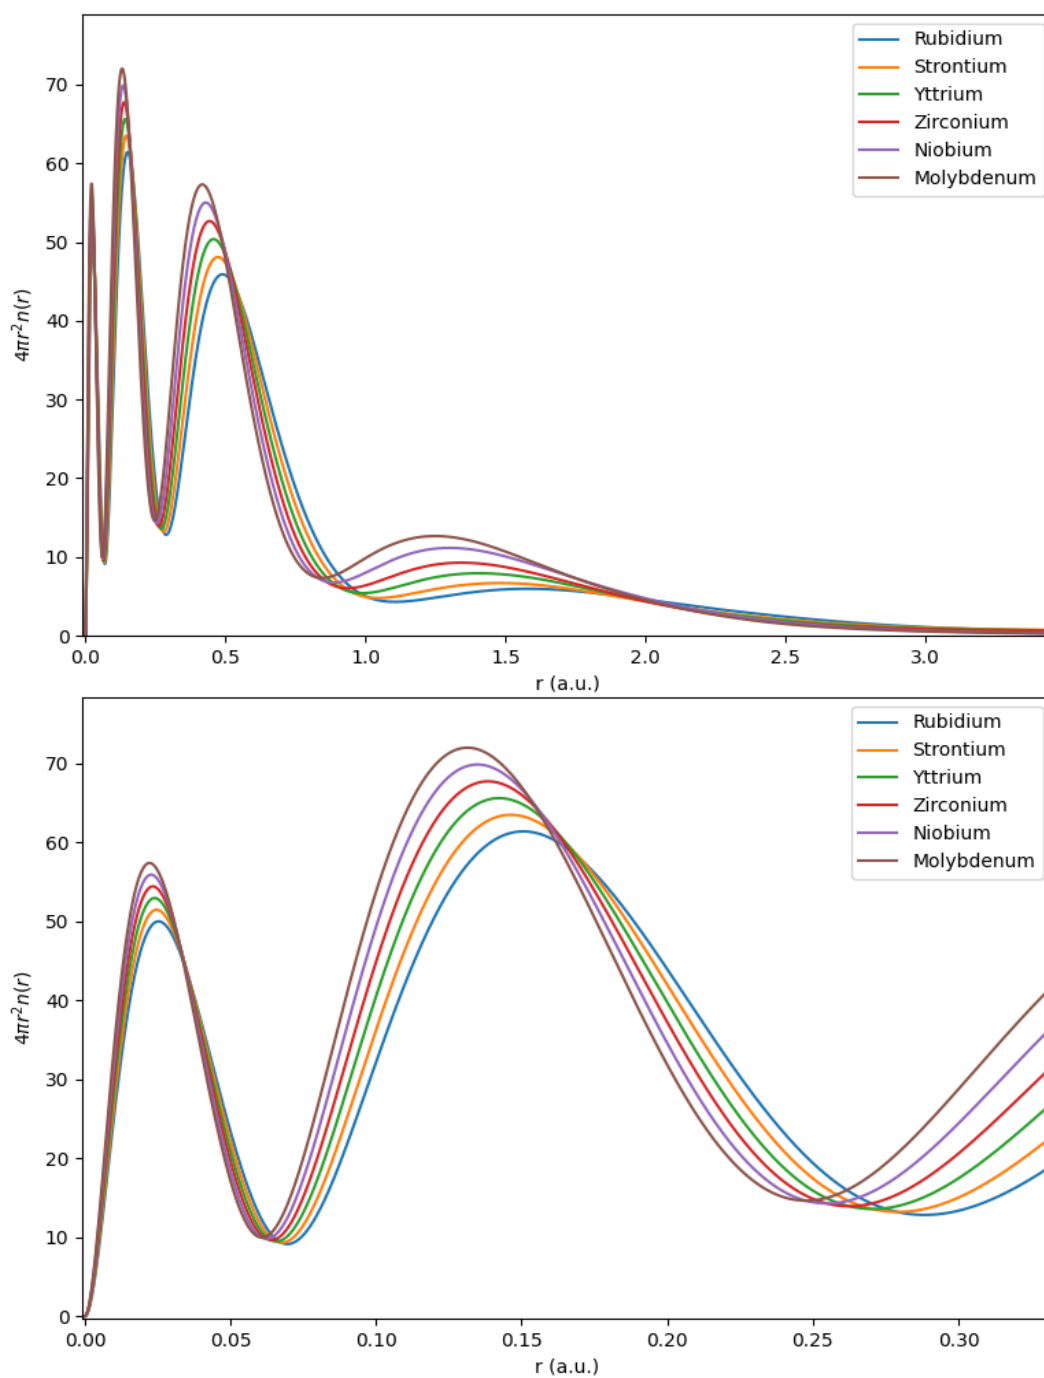 Rubidium
Strontium
Yttrium
Zirconium
Niobium
Molybdenum
70
60
50
40
30
20
10
0
4πr²n(r)
0.0 0.5 1.0 1.5 2.0 2.5 3.0
r (a.u.)
Rubidium
Strontium
Yttrium
Zirconium
Niobium
Molybdenum
70
60
50
40
30
20
10
0
4πr²n(r)
0.00 0.05 0.10 0.15 0.20 0.25 0.30
r (a.u.)